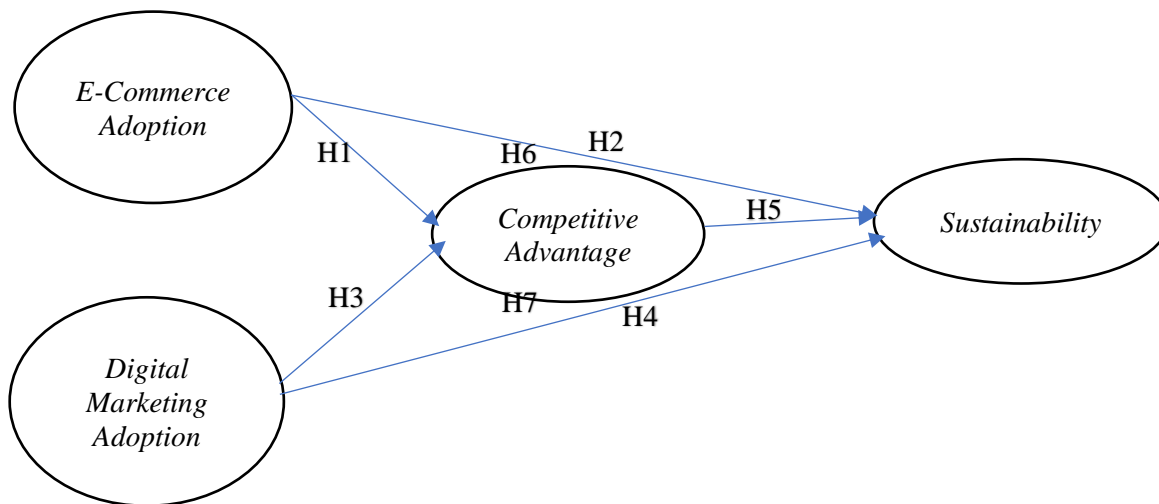 E-Commerce
Adoption
H1
H6
H2
Competitive
Advantage
H5
Sustainability
H3
H7
H4
Digital
Marketing
Adoption